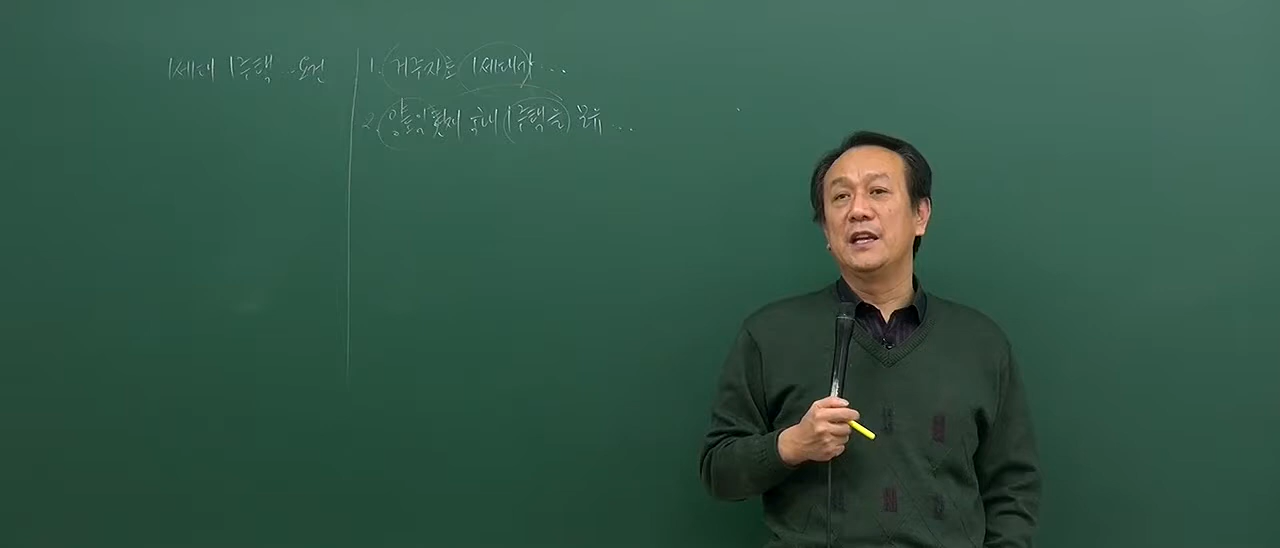 1세대 1주택 요건
1. 거주자로 1세대가 ...
2. 양도일 현재 국내 1주택을 보유 ...